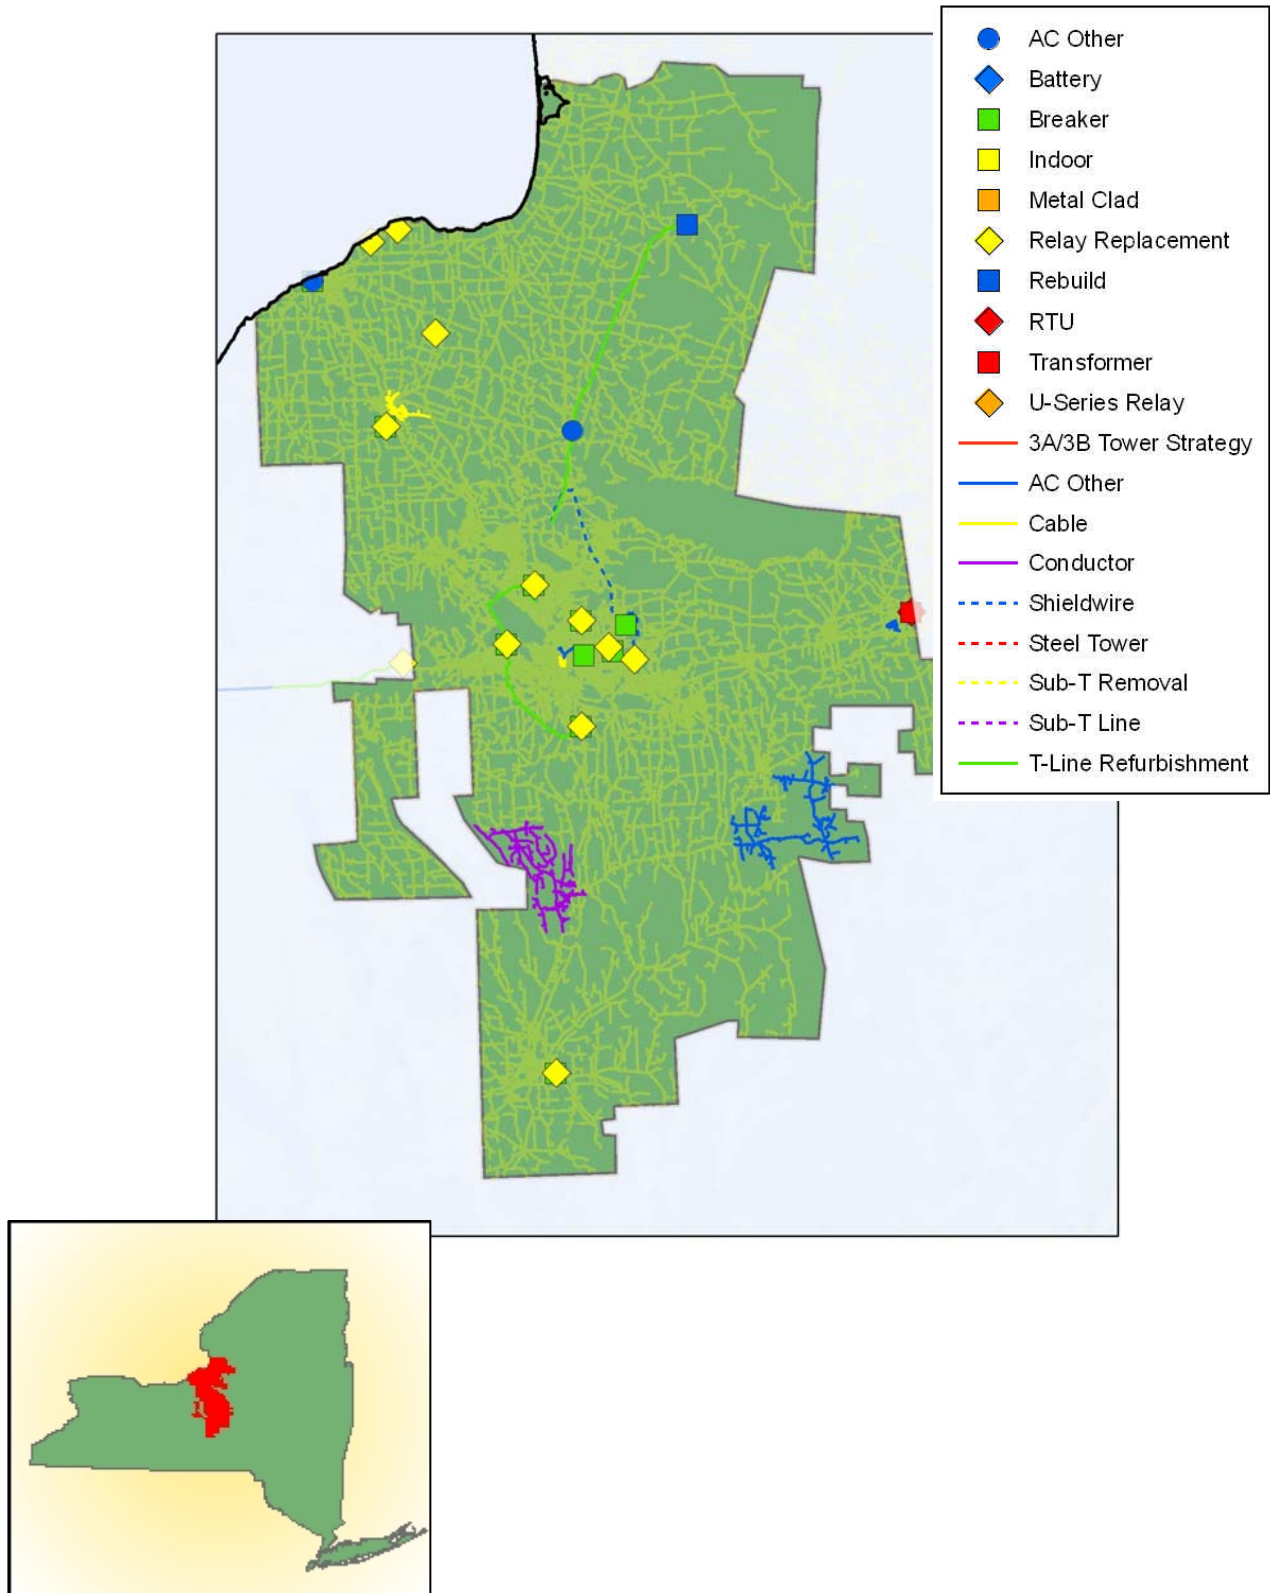 AC Other
Battery
Breaker
Indoor
Metal Clad
Relay Replacement
Rebuild
RTU
Transformer
U-Series Relay
3A/3B Tower Strategy
AC Other
Cable
Conductor
Shieldwire
Steel Tower
Sub-T Removal
Sub-T Line
T-Line Refurbishment